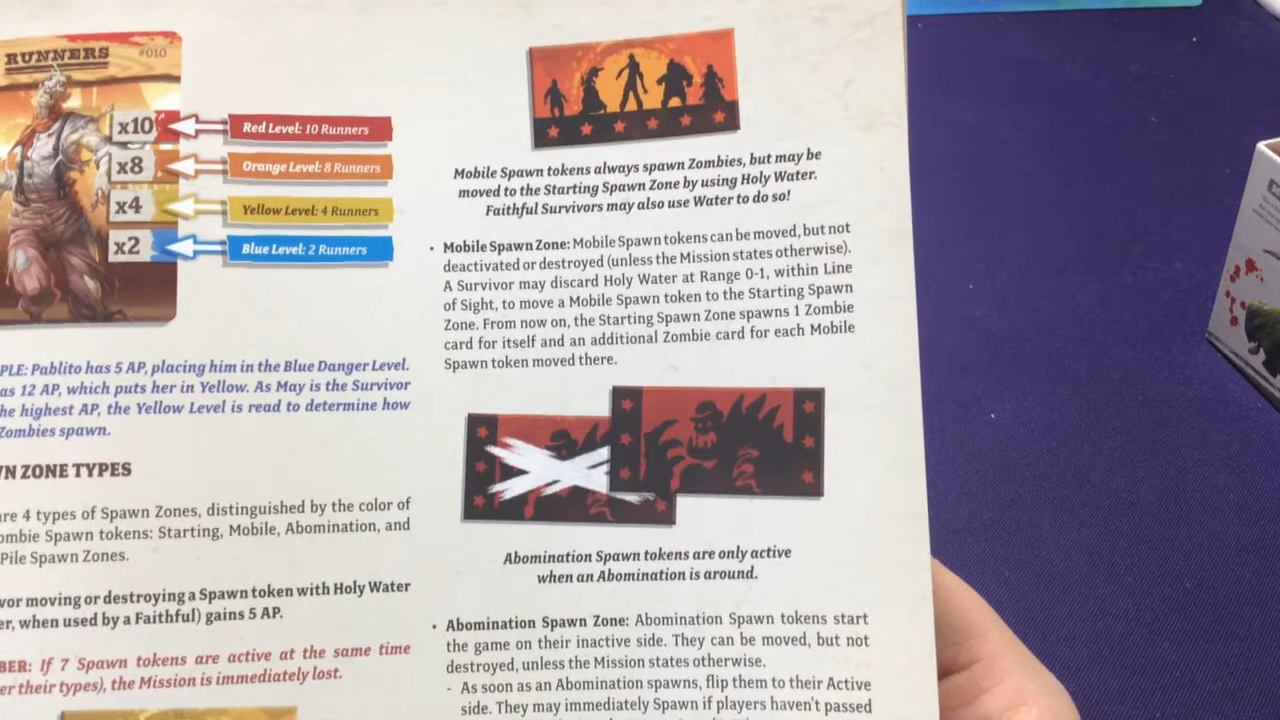 RUNNERS #010
x10
Red Level: 10 Runners
x8
Orange Level: 8 Runners
x4
Yellow Level: 4 Runners
x2
Blue Level: 2 Runners
PLE: Pablito has 5 AP, placing him in the Blue Danger Level.
as 12 AP, which puts her in Yellow. As May is the Survivor
he highest AP, the Yellow Level is read to determine how
Zombies spawn.
WN ZONE TYPES
are 4 types of Spawn Zones, distinguished by the color of
ombie Spawn tokens: Starting, Mobile, Abomination, and
Pile Spawn Zones.
vor moving or destroying a Spawn token with Holy Water
er, when used by a Faithful) gains 5 AP.
BER: If 7 Spawn tokens are active at the same time
er their types), the Mission is immediately lost.
Mobile Spawn tokens always spawn Zombies, but may be
moved to the Starting Spawn Zone by using Holy Water.
Faithful Survivors may also use Water to do so!
• Mobile Spawn Zone: Mobile Spawn tokens can be moved, but not
deactivated or destroyed (unless the Mission states otherwise).
A Survivor may discard Holy Water at Range 0-1, within Line
of Sight, to move a Mobile Spawn token to the Starting Spawn
Zone. From now on, the Starting Spawn Zone spawns 1 Zombie
card for itself and an additional Zombie card for each Mobile
Spawn token moved there.
Abomination Spawn tokens are only active
when an Abomination is around.
• Abomination Spawn Zone: Abomination Spawn tokens start
the game on their inactive side. They can be moved, but not
destroyed, unless the Mission states otherwise.
- As soon as an Abomination spawns, flip them to their Active
side. They may immediately Spawn if players haven't passed